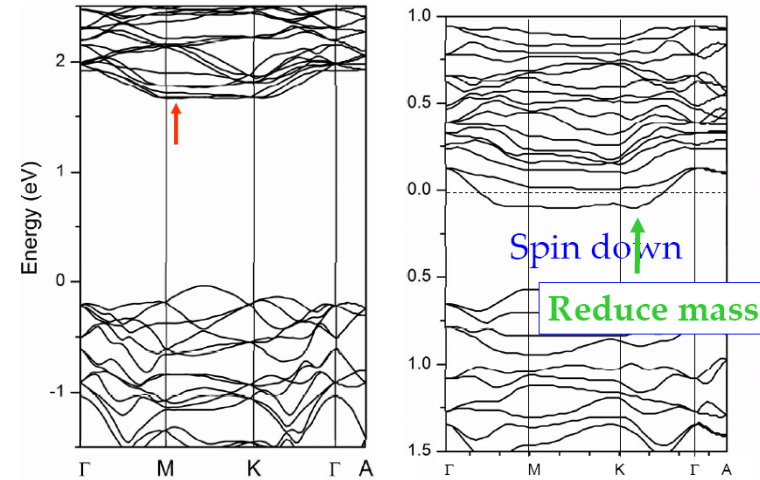 2
1
0
-1
Energy (eV)
Γ M K Γ A
1.0
0.5
0.0
0.5
1.0
1.5
Spin down
Reduce mass
Γ M K Γ A